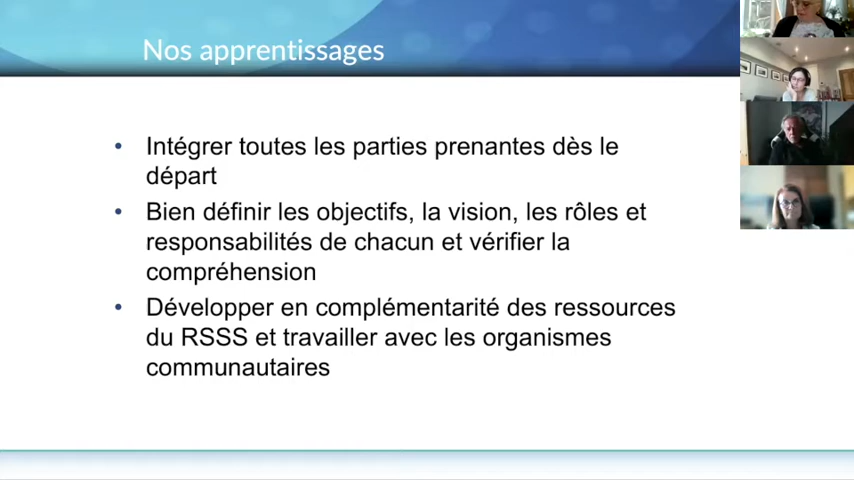 Nos apprentissages
• Intégrer toutes les parties prenantes dès le
départ
• Bien définir les objectifs, la vision, les rôles et
responsabilités de chacun et vérifier la
compréhension
• Développer en complémentarité des ressources
du RSSS et travailler avec les organismes
communautaires